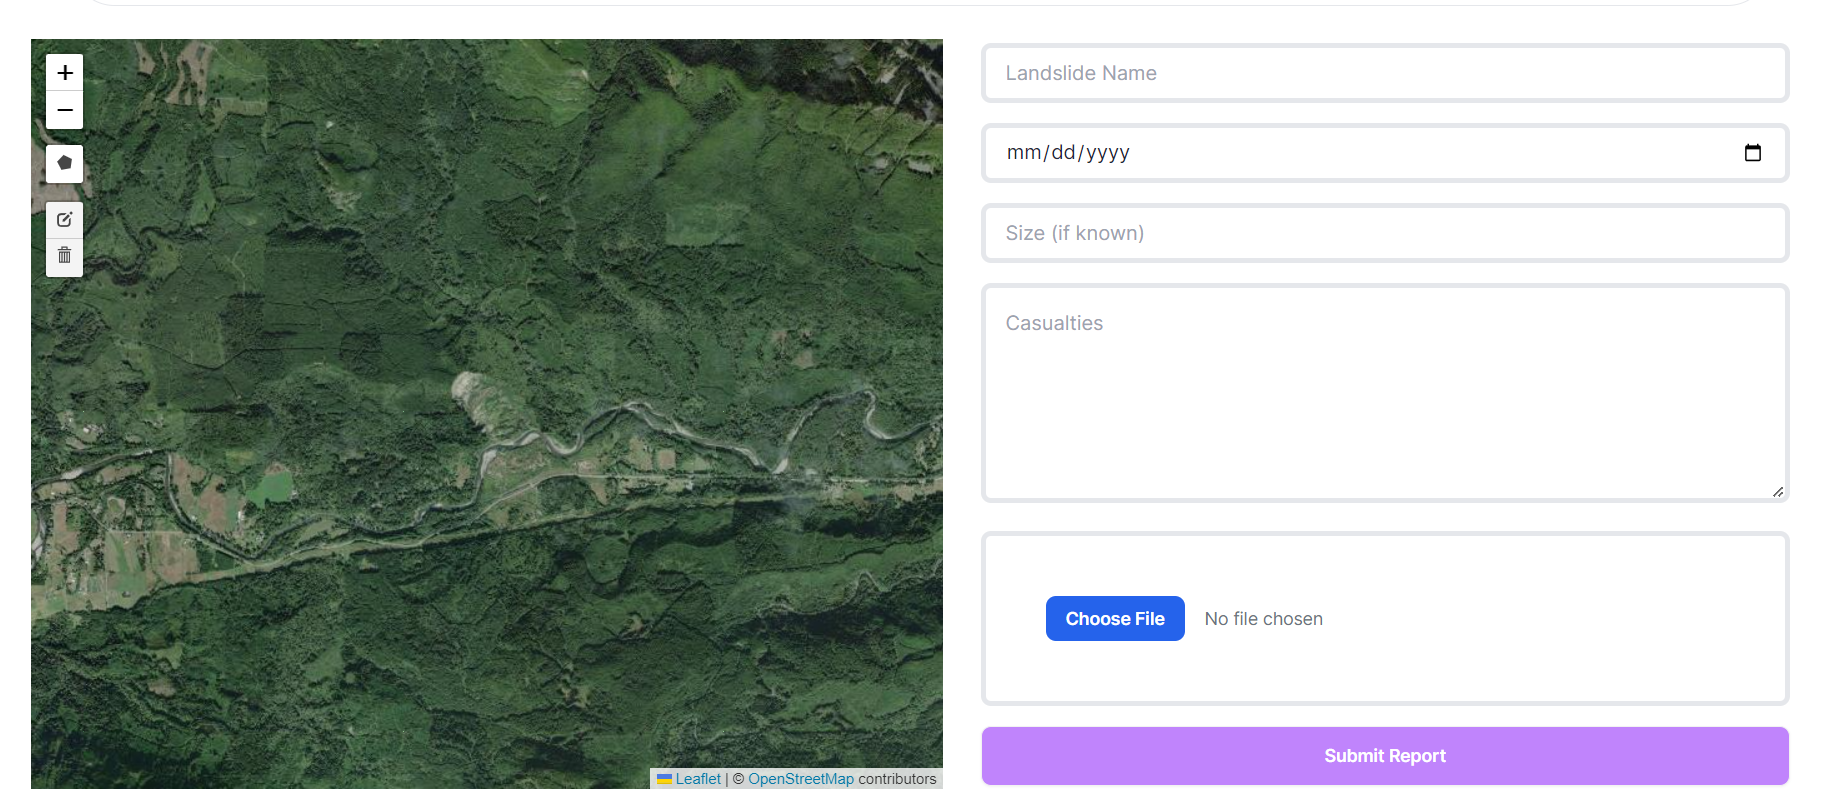 +
−
Leaflet | © OpenStreetMap contributors
Landslide Name
mm/dd/yyyy
Size (if known)
Casualties
Choose File No file chosen
Submit Report